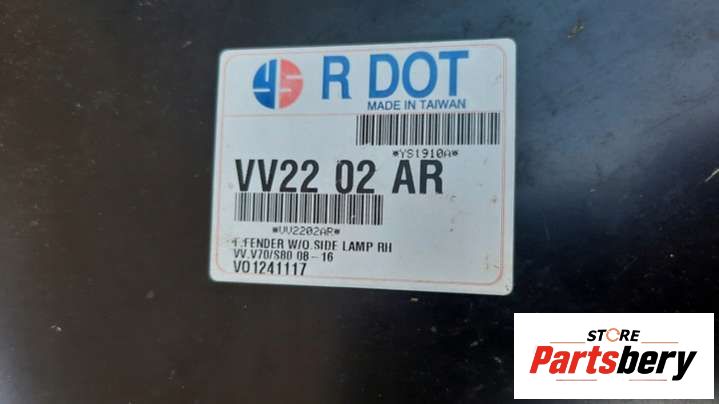 YS R DOT
MADE IN TAIWAN
*YS1910A*
VV22 02 AR
*VV2202AR*
F.FENDER W/O.SIDE LAMP RH
VV.V70/S80 08-16
VO1241117
STORE
Partsbery